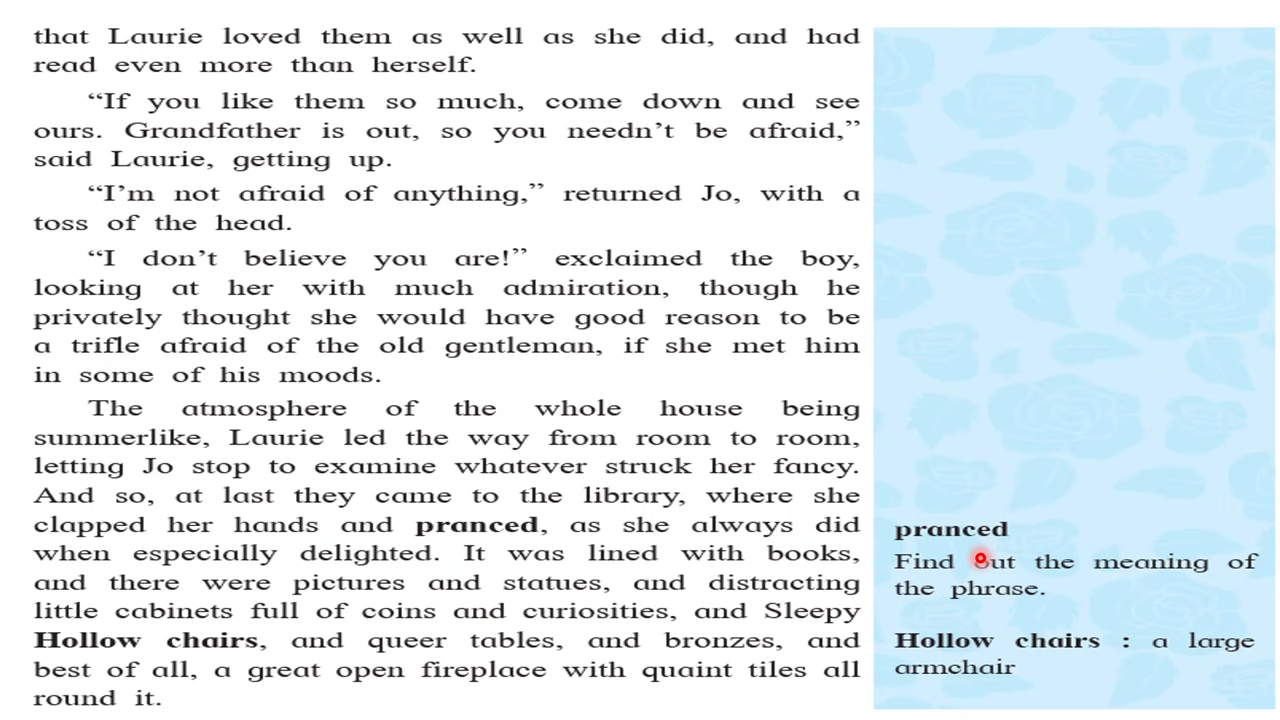 that Laurie loved them as well as she did, and had
read even more than herself.
“If you like them so much, come down and see
ours. Grandfather is out, so you needn’t be afraid,”
said Laurie, getting up.
“I’m not afraid of anything,” returned Jo, with a
toss of the head.
“I don’t believe you are!” exclaimed the boy,
looking at her with much admiration, though he
privately thought she would have good reason to be
a trifle afraid of the old gentleman, if she met him
in some of his moods.
The atmosphere of the whole house being
summerlike, Laurie led the way from room to room,
letting Jo stop to examine whatever struck her fancy.
And so, at last they came to the library, where she
clapped her hands and pranced, as she always did
when especially delighted. It was lined with books,
and there were pictures and statues, and distracting
little cabinets full of coins and curiosities, and Sleepy
Hollow chairs, and queer tables, and bronzes, and
best of all, a great open fireplace with quaint tiles all
round it.
pranced
Find out the meaning of
the phrase.
Hollow chairs : a large
armchair